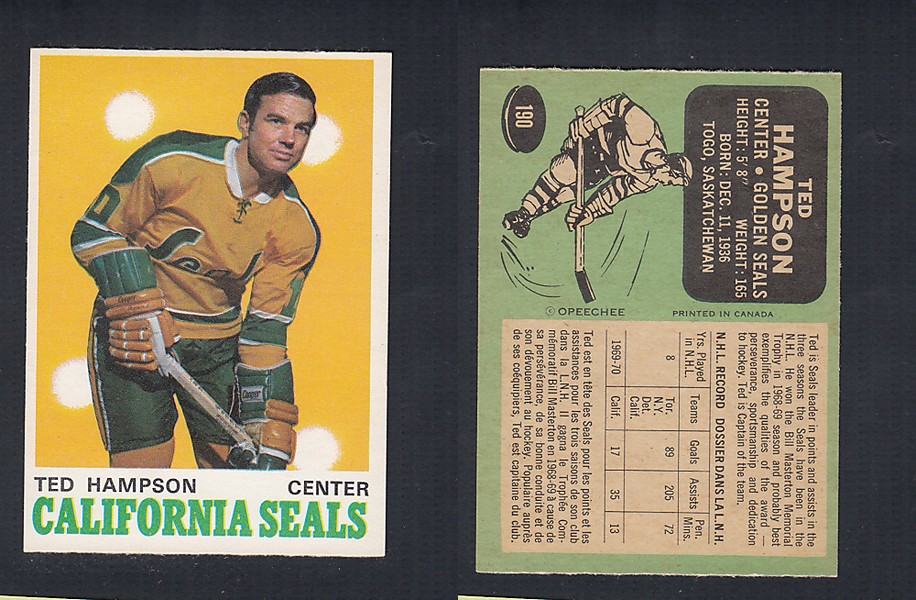 TED HAMPSON CENTER
CALIFORNIA SEALS
Cooper
Cooper
190
TED
HAMPSON
CENTER • GOLDEN SEALS
HEIGHT: 5' 8" WEIGHT: 165
BORN: DEC. 11, 1936
TOGO, SASKATCHEWAN
© OPEECHEE PRINTED IN CANADA
Ted is Seals leader in points and assists in the
three seasons the Seals have been in the
N.H.L. He won the Bill Masterton Memorial
Trophy in 1968-69 season and probably best
exemplifies the qualities of the award —
perseverance, sportsmanship and dedication
to hockey. Ted is Captain of the team.
N.H.L. RECORD DOSSIER DANS LA L.N.H.
Yrs. Played Teams Goals Assists Pen.
in N.H.L. Mins.
8 Tor. 89 205 72
N.Y.
Det.
Calif.
1969-70 Calif. 17 35 13
Ted est en tête des Seals pour les points et les
assistances pour les trois saisons de son club
dans la L.N.H. Il gagna le Trophée Com-
mémoratif Bill Masterton en 1968-69 à cause de
sa persévérance, de sa bonne conduite et de
son dévouement au hockey. Populaire auprès
de ses coéquipiers, Ted est capitaine du club.